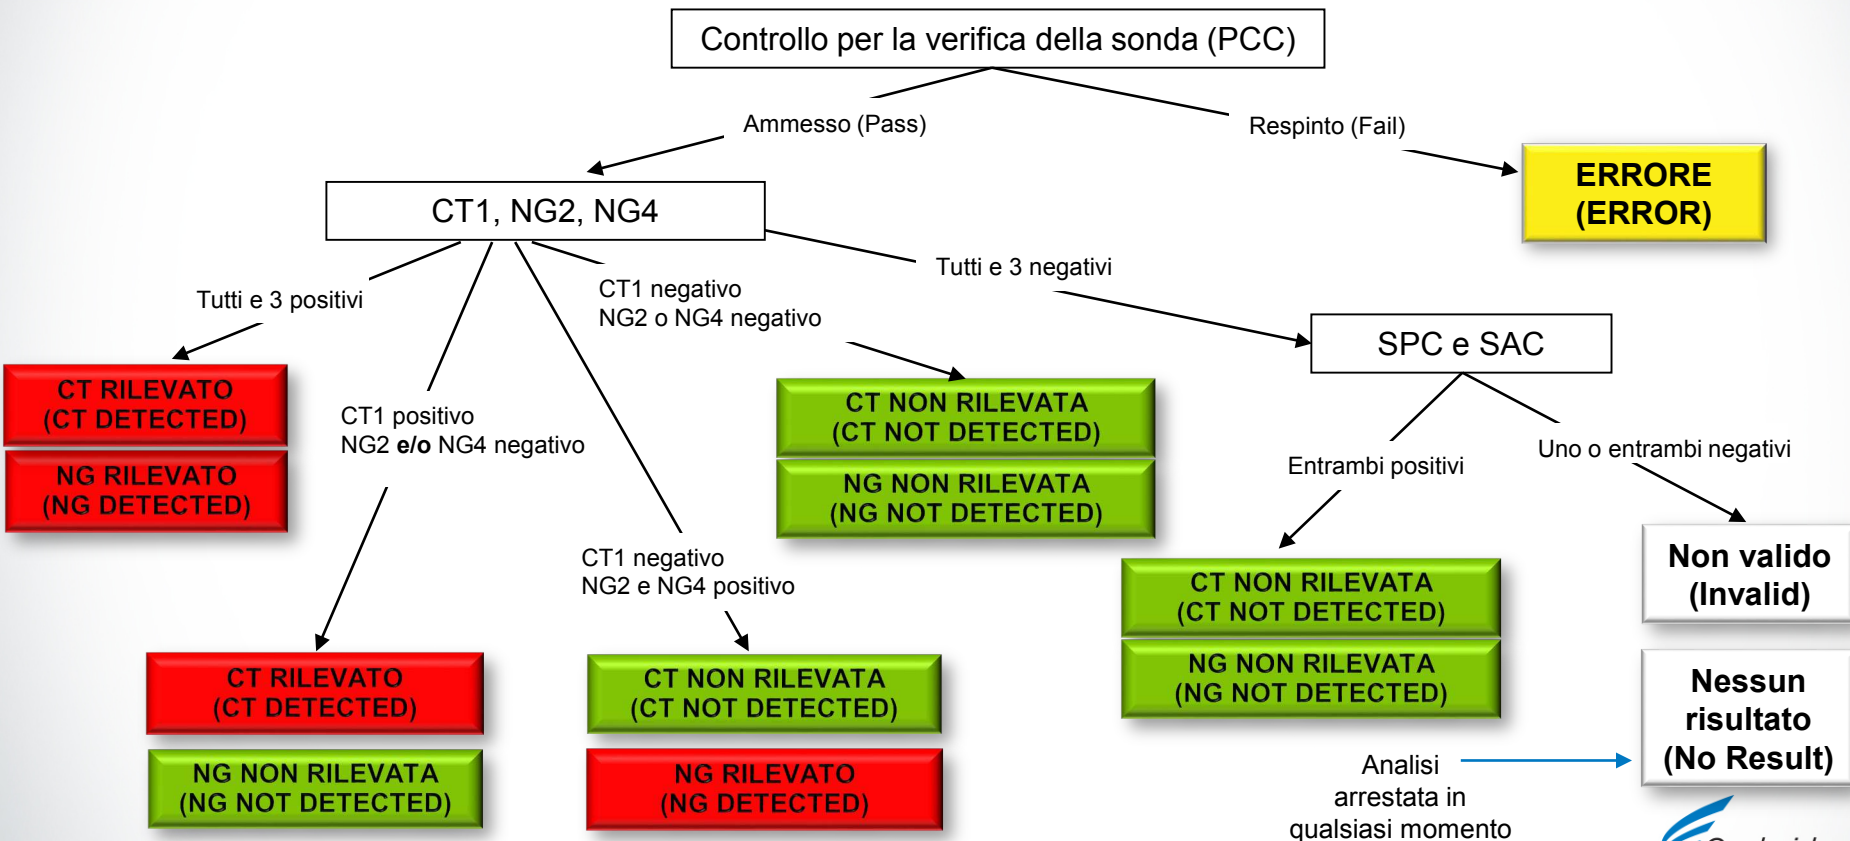 Controllo per la verifica della sonda (PCC)
Ammesso (Pass)
Respinto (Fail)
ERRORE
(ERROR)
CT1, NG2, NG4
Tutti e 3 positivi
CT1 negativo
NG2 o NG4 negativo
Tutti e 3 negativi
SPC e SAC
CT RILEVATO
(CT DETECTED)
NG RILEVATO
(NG DETECTED)
CT1 positivo
NG2 e/o NG4 negativo
CT NON RILEVATA
(CT NOT DETECTED)
NG NON RILEVATA
(NG NOT DETECTED)
Entrambi positivi
Uno o entrambi negativi
CT1 negativo
NG2 e NG4 positivo
Non valido
(Invalid)
CT NON RILEVATA
(CT NOT DETECTED)
NG NON RILEVATA
(NG NOT DETECTED)
CT RILEVATO
(CT DETECTED)
NG NON RILEVATA
(NG NOT DETECTED)
CT NON RILEVATA
(CT NOT DETECTED)
NG RILEVATO
(NG DETECTED)
Nessun
risultato
(No Result)
Analisi
arrestata in
qualsiasi momento